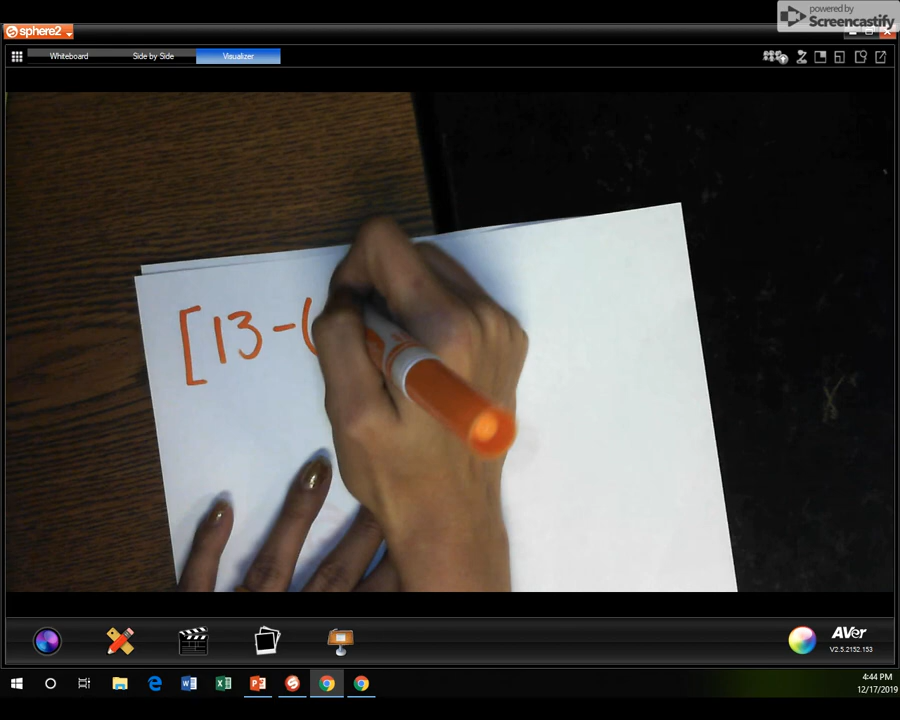 powered by
Screencastify
sphere2
Whiteboard
Side by Side
Visualizer
[13-(
AVer
V2.5.2152.153
4:44 PM
12/17/2019